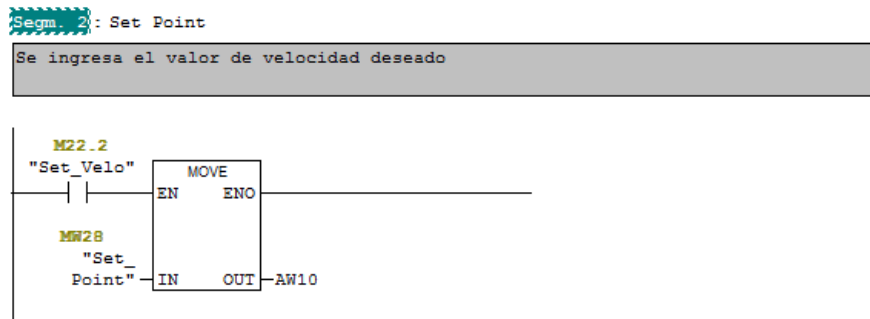 Segm. 2: Set Point
Se ingresa el valor de velocidad deseado
M22.2
"Set_Velo"
MOVE
EN ENO
MW28
"Set_
Point" IN OUT AW10